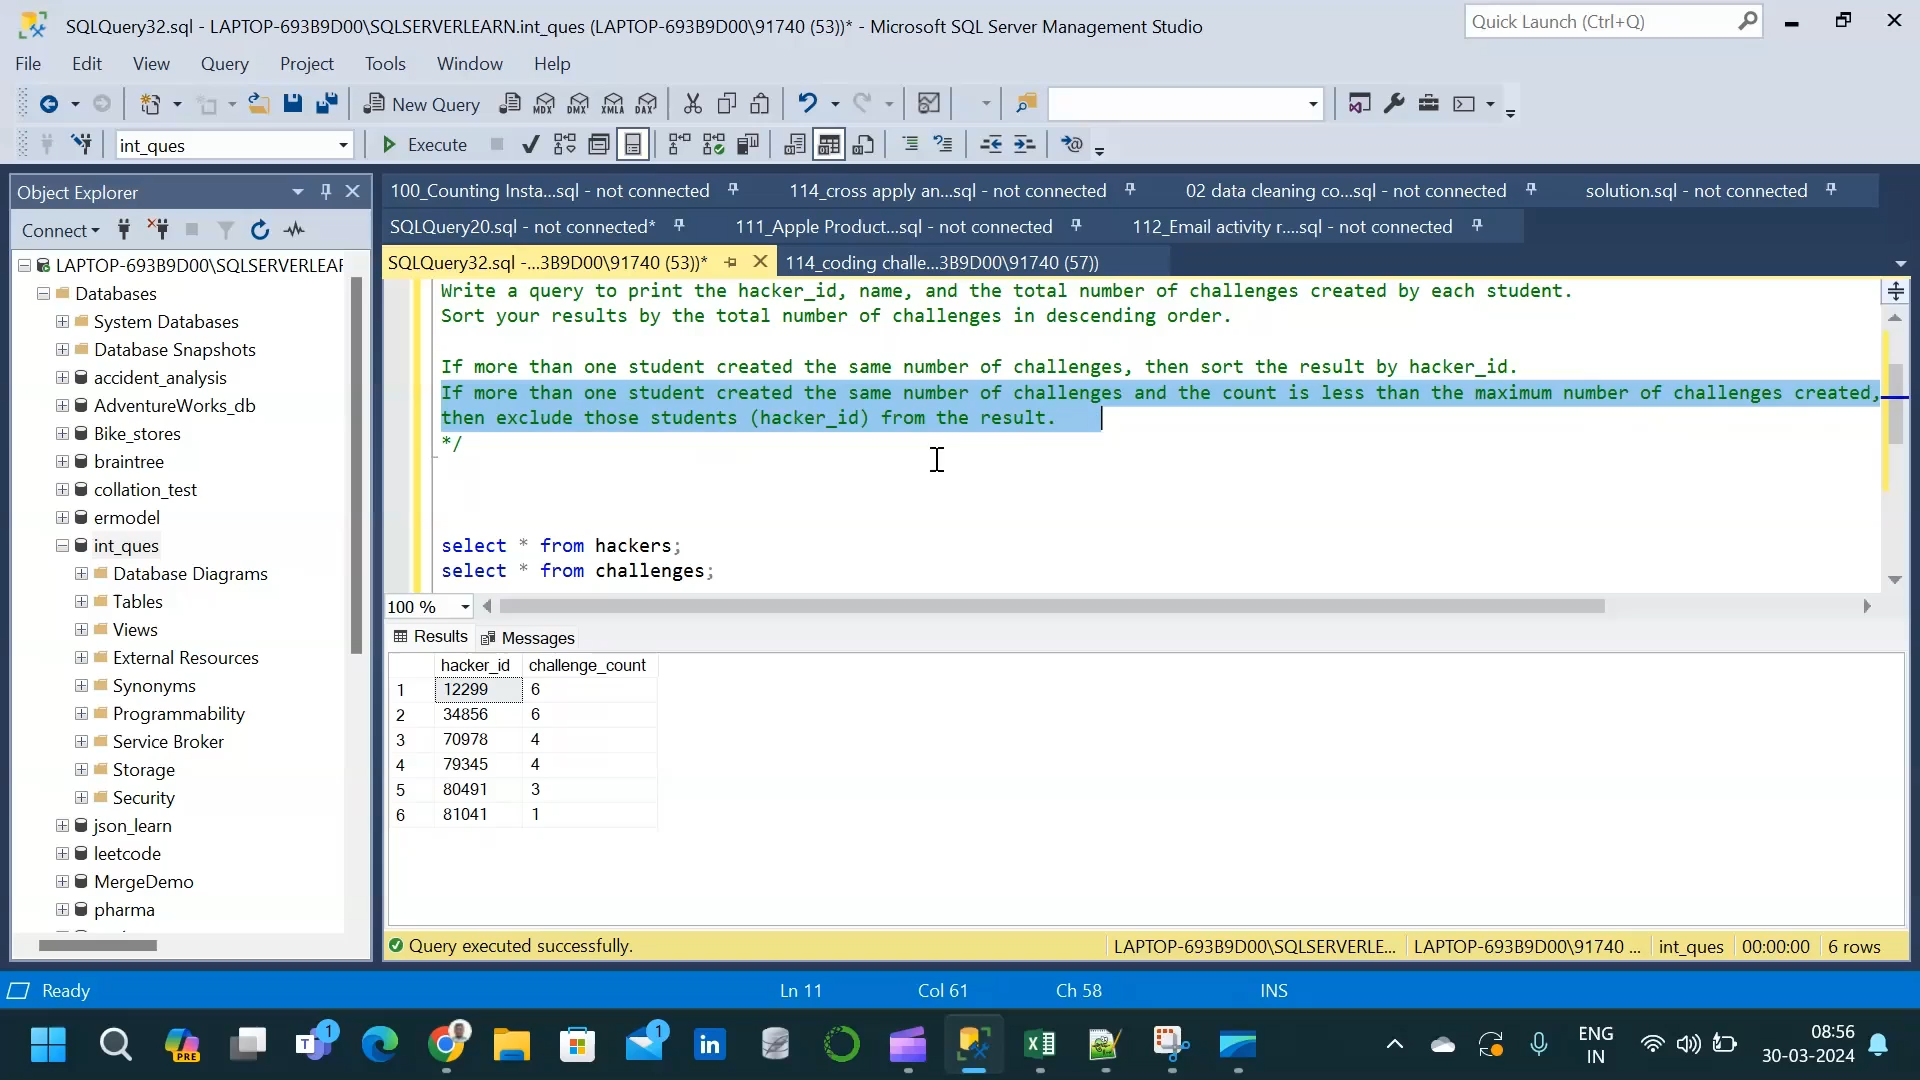 SQLQuery32.sql - LAPTOP-693B9D00\SQLSERVERLEARN.int_ques (LAPTOP-693B9D00\91740 (53))* - Microsoft SQL Server Management Studio
Quick Launch (Ctrl+Q)
File Edit View Query Project Tools Window Help
New Query
MDX DMX XMLA DAX
int_ques
Execute
Object Explorer
Connect
LAPTOP-693B9D00\SQLSERVERLEAF
Databases
System Databases
Database Snapshots
accident_analysis
AdventureWorks_db
Bike_stores
braintree
collation_test
ermodel
int_ques
Database Diagrams
Tables
Views
External Resources
Synonyms
Programmability
Service Broker
Storage
Security
json_learn
leetcode
MergeDemo
pharma
100_Counting Insta...sql - not connected
114_cross apply an...sql - not connected
02 data cleaning co...sql - not connected
solution.sql - not connected
SQLQuery20.sql - not connected*
111_Apple Product...sql - not connected
112_Email activity r....sql - not connected
SQLQuery32.sql -...3B9D00\91740 (53))*
114_coding challe...3B9D00\91740 (57))
Write a query to print the hacker_id, name, and the total number of challenges created by each student.
Sort your results by the total number of challenges in descending order.
If more than one student created the same number of challenges, then sort the result by hacker_id.
If more than one student created the same number of challenges and the count is less than the maximum number of challenges created,
then exclude those students (hacker_id) from the result.
*/
select * from hackers;
select * from challenges;
100 %
Results Messages
hacker_id challenge_count
1 12299 6
2 34856 6
3 70978 4
4 79345 4
5 80491 3
6 81041 1
Query executed successfully.
LAPTOP-693B9D00\SQLSERVERLE...
LAPTOP-693B9D00\91740 ...
int_ques
00:00:00
6 rows
Ready
Ln 11
Col 61
Ch 58
INS
PRE
T
1
1
in
ENG
IN
08:56
30-03-2024